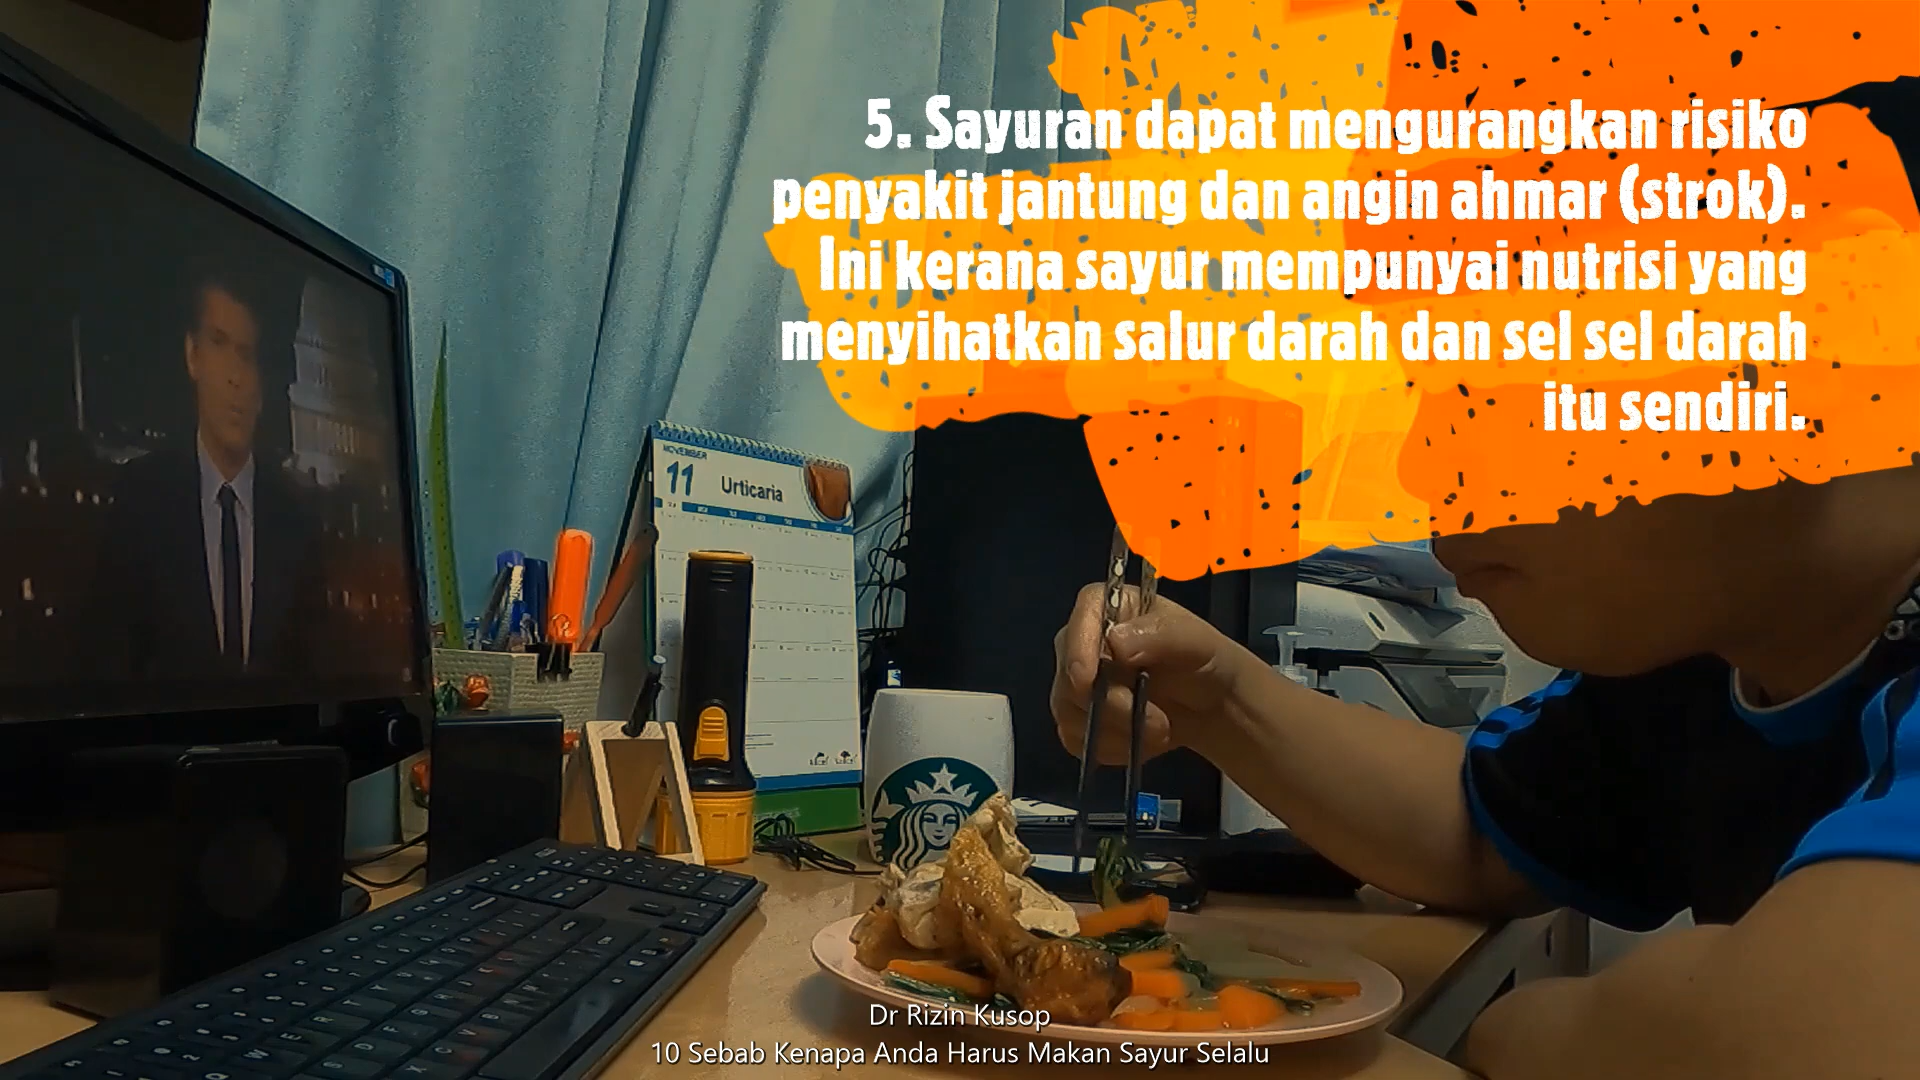 5. Sayuran dapat mengurangkan risiko
penyakit jantung dan angin ahmar (strok).
Ini kerana sayur mempunyai nutrisi yang
menyihatkan salur darah dan sel sel darah
itu sendiri.
NOVEMBER
11
Urticaria
Dr Rizin Kusop
10 Sebab Kenapa Anda Harus Makan Sayur Selalu